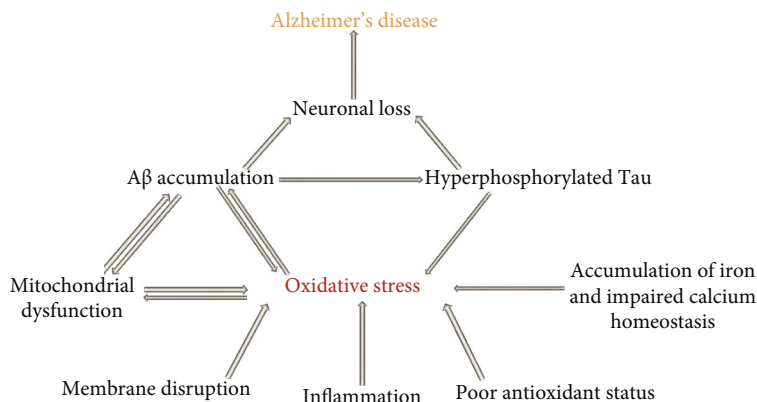 Alzheimer's disease
Neuronal loss
Aβ accumulation
Hyperphosphorylated Tau
Mitochondrial
dysfunction
Oxidative stress
Accumulation of iron
and impaired calcium
homeostasis
Membrane disruption
Inflammation
Poor antioxidant status